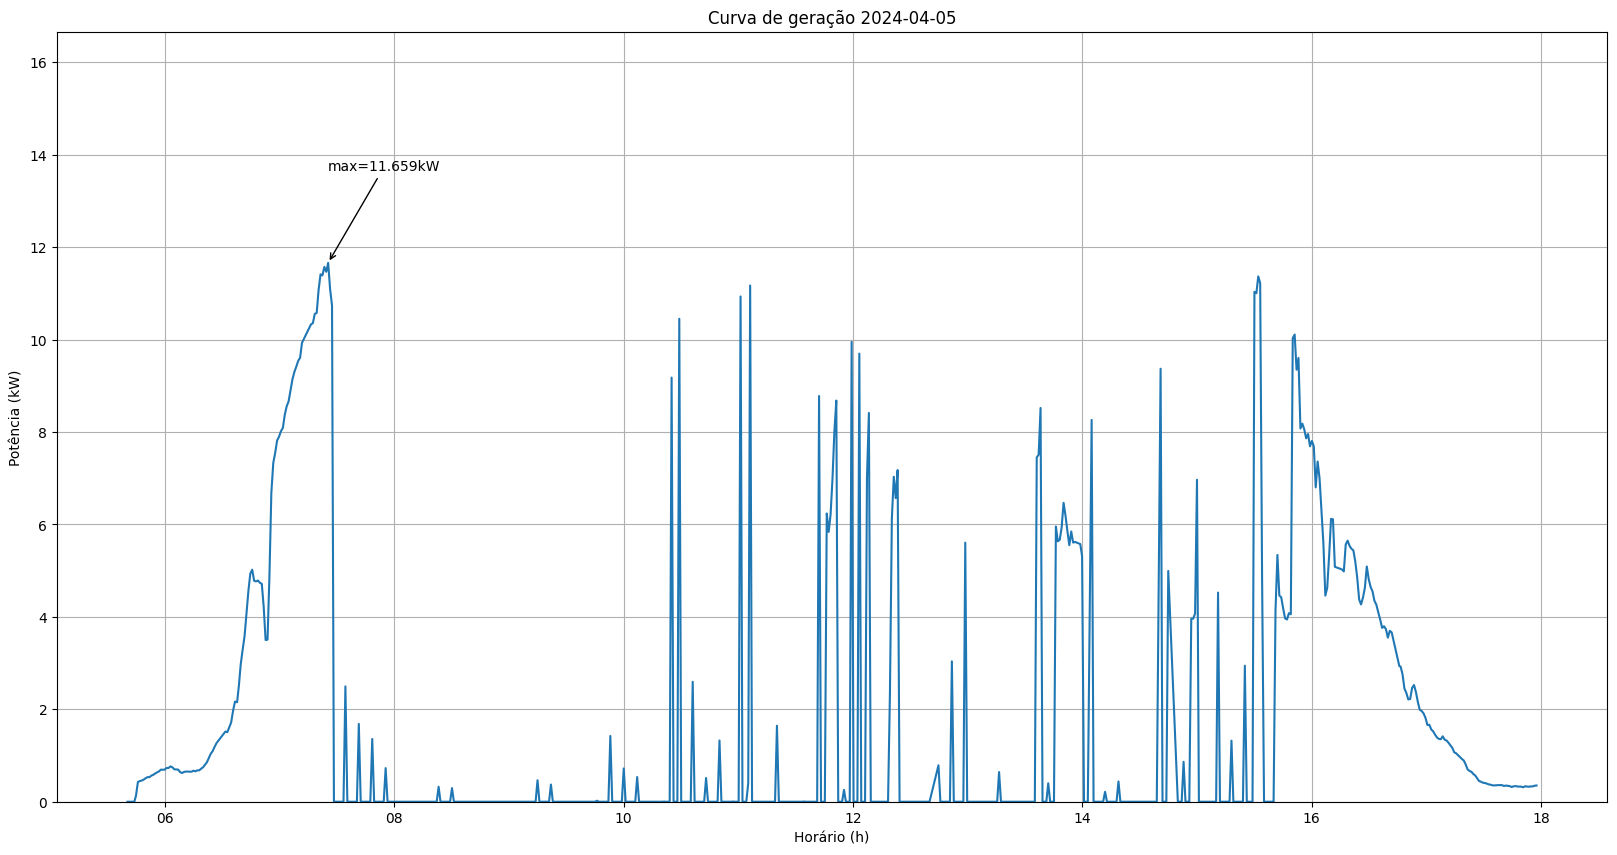 Curva de geração 2024-04-05
16
14
max=11.659kW
12
10
8
6
4
2
0
Potência (kW)
06 08 10 12 14 16 18
Horário (h)